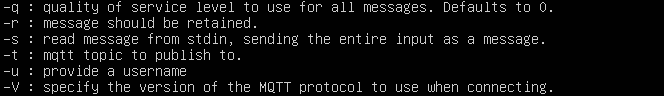 -q : quality of service level to use for all messages. Defaults to 0.
-r : message should be retained.
-s : read message from stdin, sending the entire input as a message.
-t : mqtt topic to publish to.
-u : provide a username
-V : specify the version of the MQTT protocol to use when connecting.